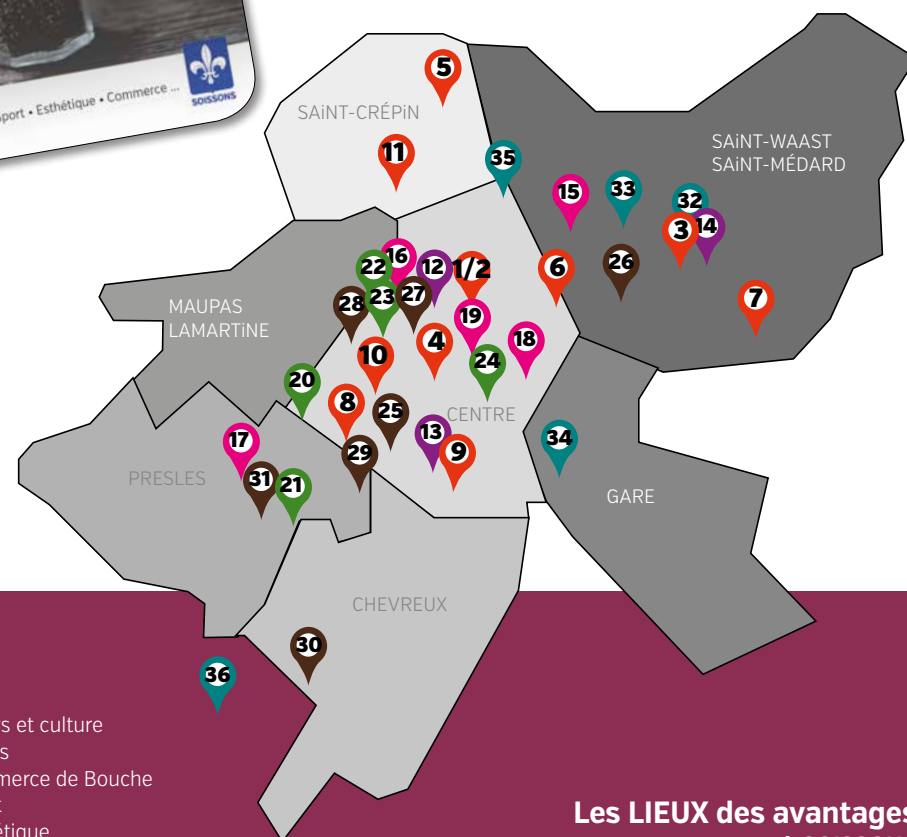 port • Esthétique • Commerce ...
SOISSONS
5
SAiNT-CRÉPiN
11
35
SAiNT-WAAST
SAiNT-MÉDARD
15
33
32
3
14
16
22
12
1/2
6
26
7
28
23
27
19
MAUPAS
LAMARTiNE
4
18
10
24
20
8
25
CENTRE
17
13
9
34
29
PRESLES
31
21
GARE
CHEVREUX
30
36
s et culture
s
merce de Bouche
étique
Les LIEUX des avantages